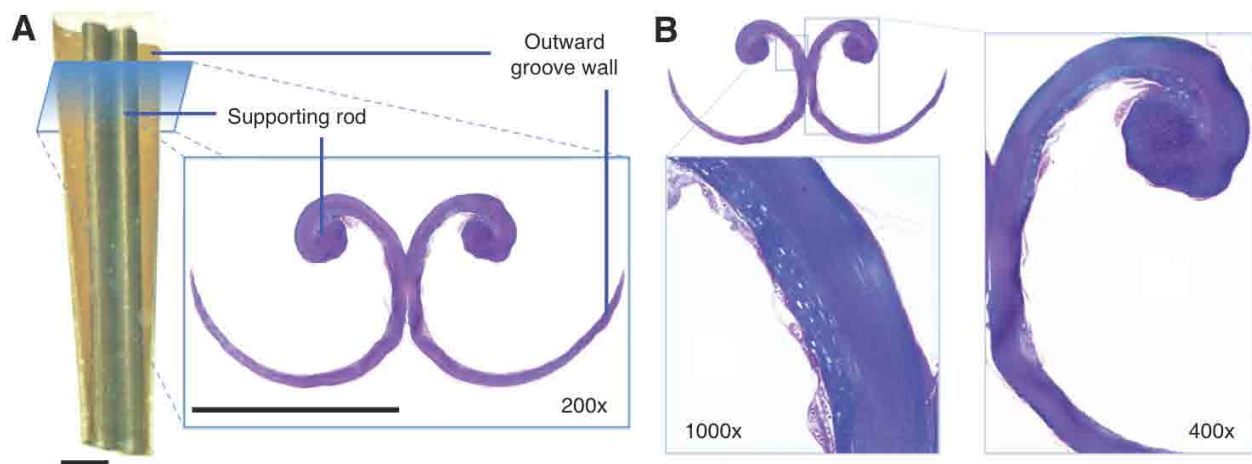 A
Outward
groove wall
Supporting rod
200x
B
1000x
400x